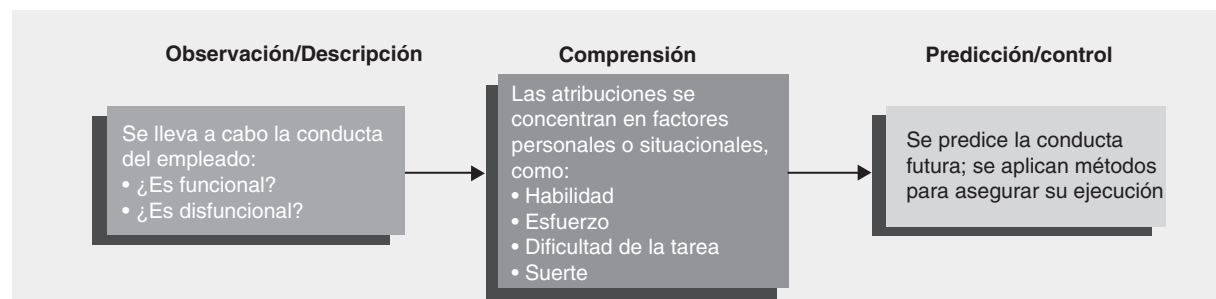 Observación/Descripción
Se lleva a cabo la conducta
del empleado:
• ¿Es funcional?
• ¿Es disfuncional?
Comprensión
Las atribuciones se
concentran en factores
personales o situacionales,
como:
• Habilidad
• Esfuerzo
• Dificultad de la tarea
• Suerte
Predicción/control
Se predice la conducta
futura; se aplican métodos
para asegurar su ejecución